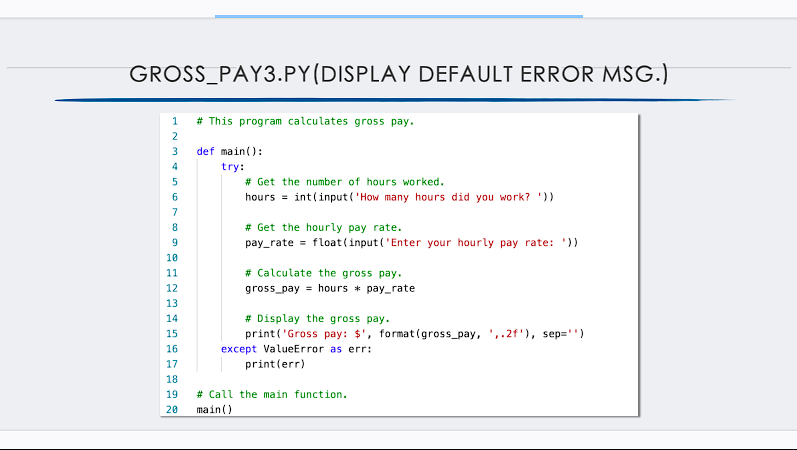 GROSS_PAY3.PY(DISPLAY DEFAULT ERROR MSG.)
1 # This program calculates gross pay.
2
3 def main():
4     try:
5         # Get the number of hours worked.
6         hours = int(input('How many hours did you work? '))
7
8         # Get the hourly pay rate.
9         pay_rate = float(input('Enter your hourly pay rate: '))
10
11         # Calculate the gross pay.
12         gross_pay = hours * pay_rate
13
14         # Display the gross pay.
15         print('Gross pay: $', format(gross_pay, ',.2f'), sep='')
16     except ValueError as err:
17         print(err)
18
19 # Call the main function.
20 main()